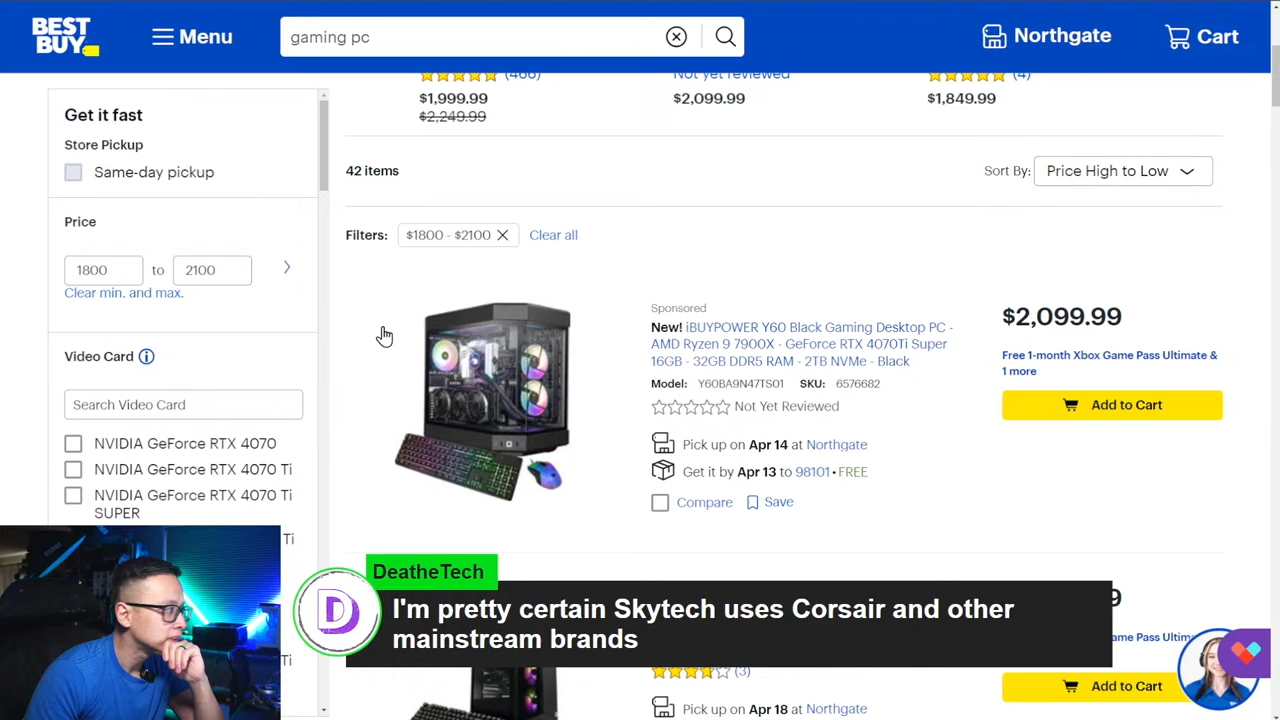 BEST
BUY
Menu
gaming pc
Northgate
Cart
(466)
Not yet reviewed
(4)
$1,999.99
$2,099.99
$1,849.99
$2,249.99
Get it fast
Store Pickup
Same-day pickup
Price
1800 to 2100
Clear min. and max.
Video Card
Search Video Card
NVIDIA GeForce RTX 4070
NVIDIA GeForce RTX 4070 Ti
NVIDIA GeForce RTX 4070 Ti
SUPER
Ti
Ti
42 items
Sort By: Price High to Low
Filters: $1800 - $2100 Clear all
Sponsored
New! iBUYPOWER Y60 Black Gaming Desktop PC -
AMD Ryzen 9 7900X - GeForce RTX 4070Ti Super
16GB - 32GB DDR5 RAM - 2TB NVMe - Black
Model: Y60BA9N47TS01 SKU: 6576682
Not Yet Reviewed
Pick up on Apr 14 at Northgate
Get it by Apr 13 to 98101 • FREE
Compare Save
$2,099.99
Free 1-month Xbox Game Pass Ultimate &
1 more
Add to Cart
DeatheTech
D
I'm pretty certain Skytech uses Corsair and other
mainstream brands
(3)
Pick up on Apr 18 at Northgate
9
ame Pass Ultima
Add to Cart